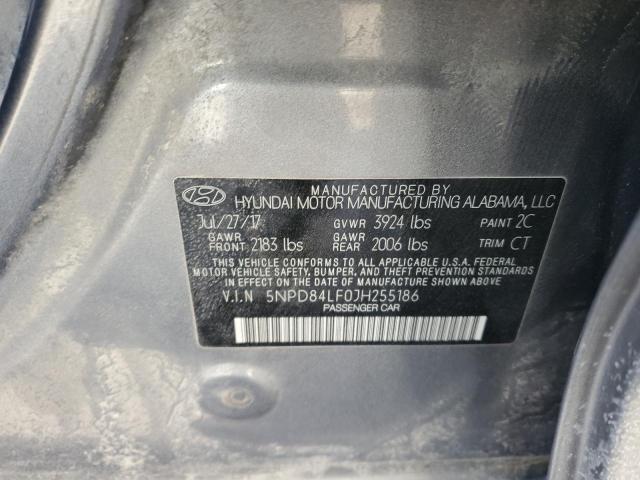 MANUFACTURED BY
HYUNDAI MOTOR MANUFACTURING ALABAMA, LLC
Jul/27/17 GVWR 3924 lbs PAINT 2C
GAWR FRONT 2183 lbs GAWR REAR 2006 lbs TRIM CT
THIS VEHICLE CONFORMS TO ALL APPLICABLE U.S.A. FEDERAL
MOTOR VEHICLE SAFETY, BUMPER, AND THEFT PREVENTION
STANDARDS IN EFFECT ON THE DATE OF MANUFACTURE SHOWN ABOVE.
V.I.N 5NPD84LF0JH255186
PASSENGER CAR